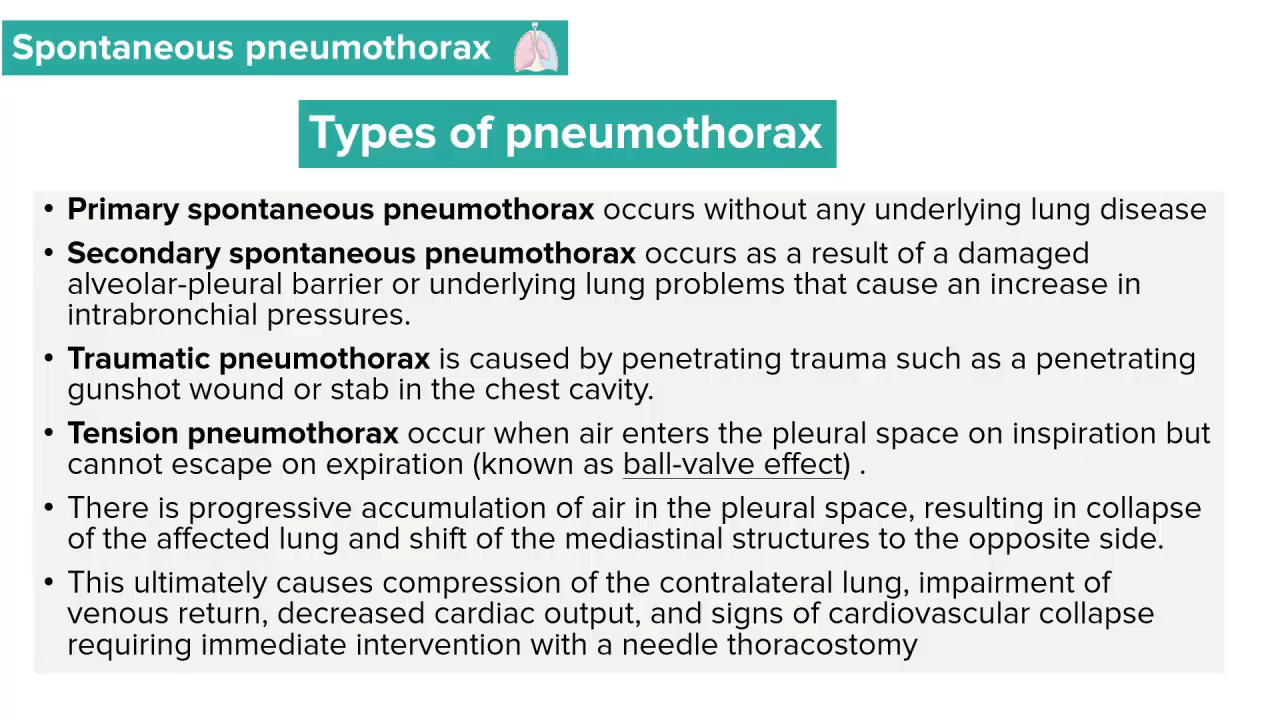 Spontaneous pneumothorax
Types of pneumothorax
• Primary spontaneous pneumothorax occurs without any underlying lung disease
• Secondary spontaneous pneumothorax occurs as a result of a damaged
alveolar-pleural barrier or underlying lung problems that cause an increase in
intrabronchial pressures.
• Traumatic pneumothorax is caused by penetrating trauma such as a penetrating
gunshot wound or stab in the chest cavity.
• Tension pneumothorax occur when air enters the pleural space on inspiration but
cannot escape on expiration (known as ball-valve effect) .
• There is progressive accumulation of air in the pleural space, resulting in collapse
of the affected lung and shift of the mediastinal structures to the opposite side.
• This ultimately causes compression of the contralateral lung, impairment of
venous return, decreased cardiac output, and signs of cardiovascular collapse
requiring immediate intervention with a needle thoracostomy